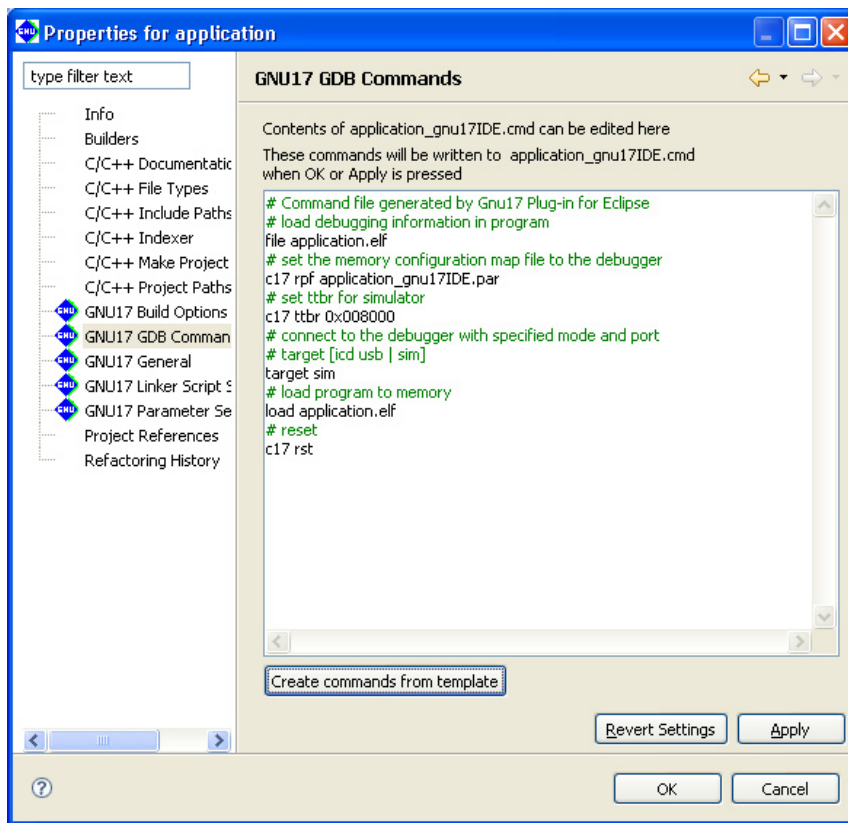 Properties for application
type filter text
Info
Builders
C/C++ Documentatic
C/C++ File Types
C/C++ Include Paths
C/C++ Indexer
C/C++ Make Project
C/C++ Project Paths
GNU17 Build Options
GNU17 GDB Comman
GNU17 General
GNU17 Linker Script S
GNU17 Parameter Se
Project References
Refactoring History
GNU17 GDB Commands
Contents of application_gnu17IDE.cmd can be edited here
These commands will be written to application_gnu17IDE.cmd
when OK or Apply is pressed
# Command file generated by Gnu17 Plug-in for Eclipse
# load debugging information in program
file application.elf
# set the memory configuration map file to the debugger
c17 rpf application_gnu17IDE.par
# set ttbr for simulator
c17 ttbr 0x008000
# connect to the debugger with specified mode and port
# target [icd usb | sim]
target sim
# load program to memory
load application.elf
# reset
c17 rst
Create commands from template
Revert Settings
Apply
OK
Cancel